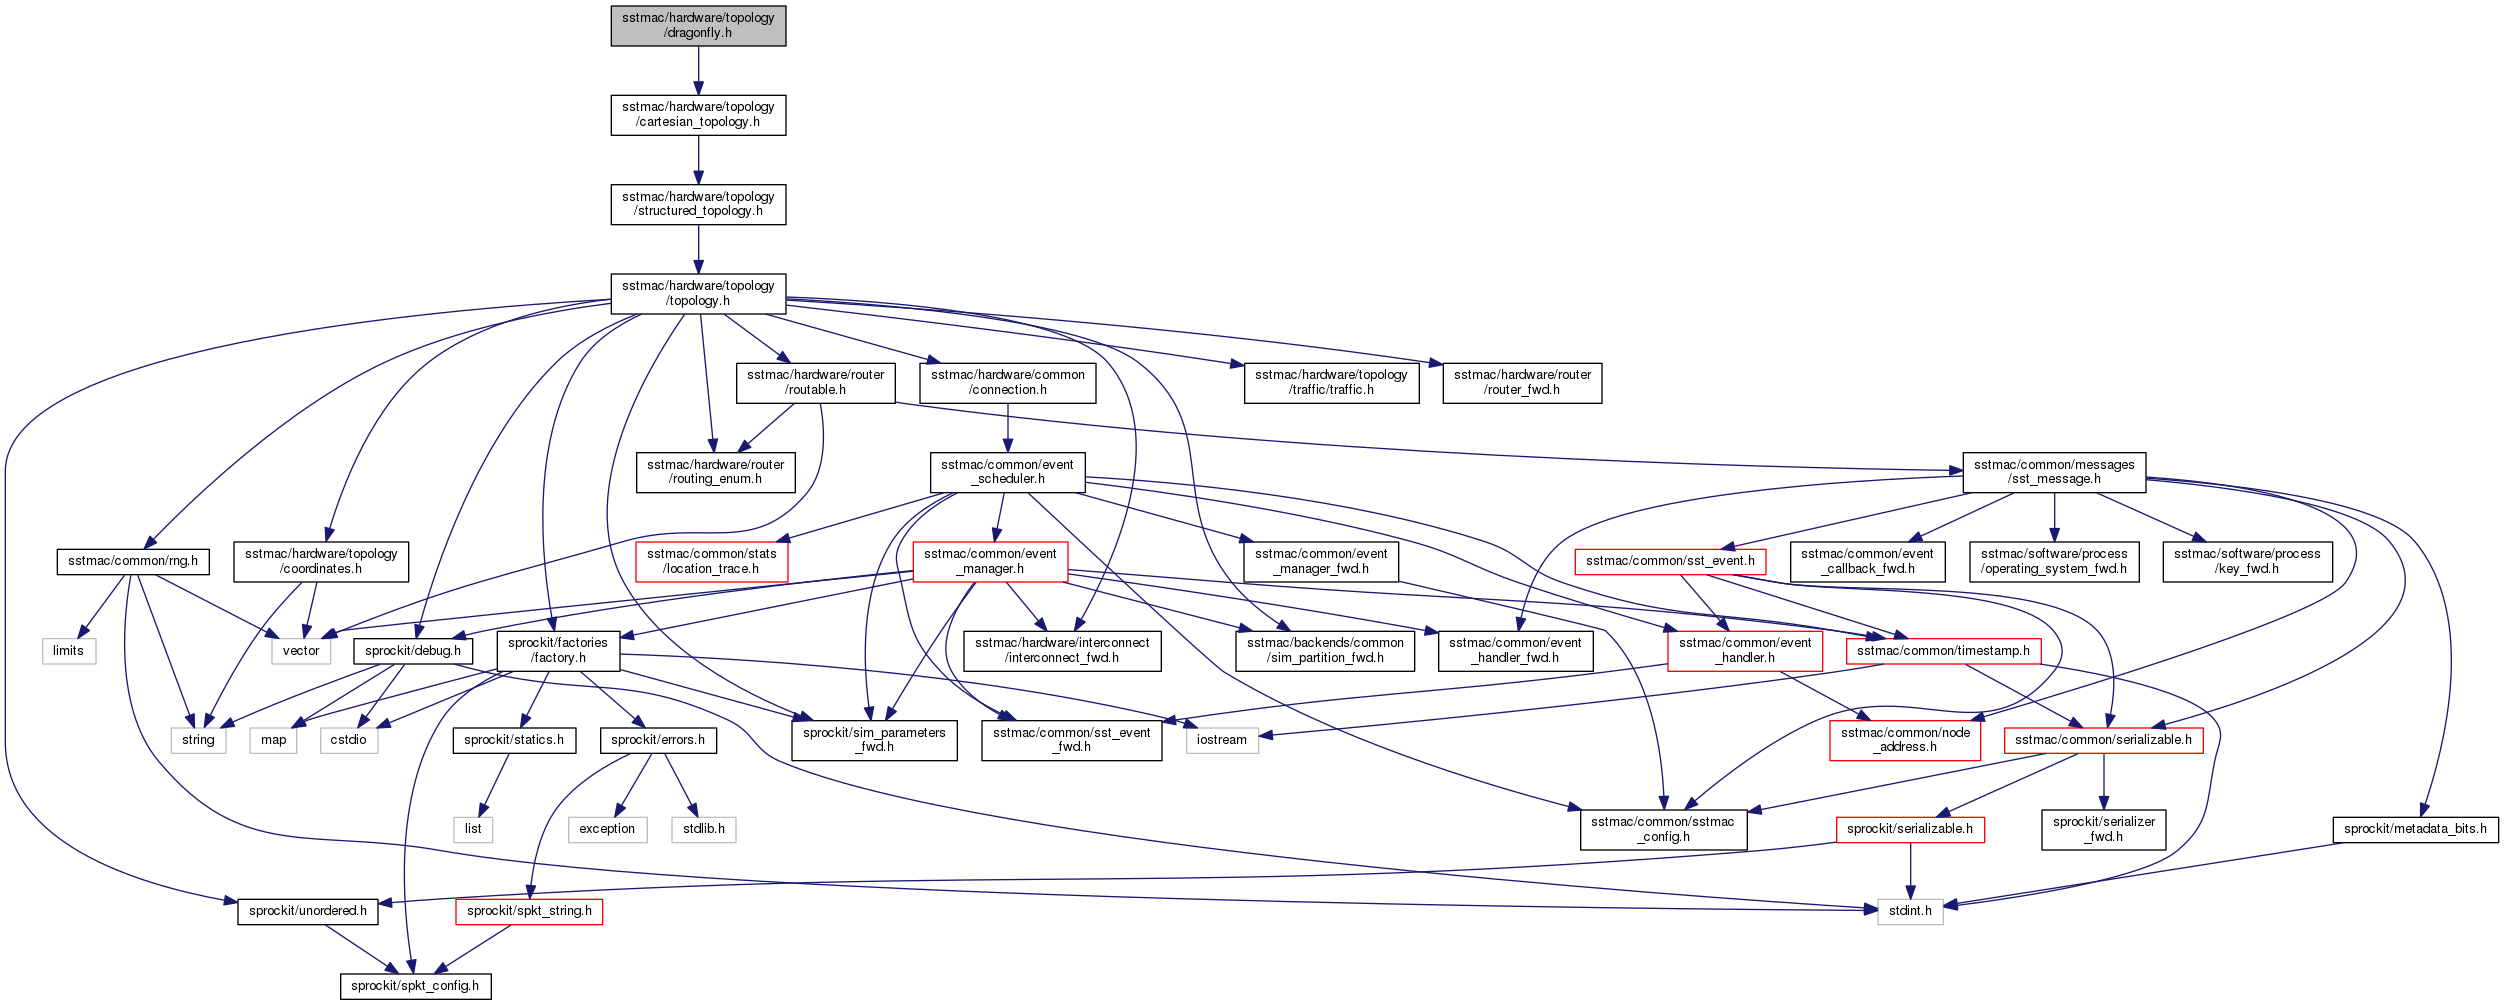 sstmac/hardware/topology
/dragonfly.h
sstmac/hardware/topology
/cartesian_topology.h
sstmac/hardware/topology
/structured_topology.h
sstmac/hardware/topology
/topology.h
sstmac/hardware/router
/routable.h
sstmac/hardware/common
/connection.h
sstmac/hardware/topology
/traffic/traffic.h
sstmac/hardware/router
/router_fwd.h
sstmac/hardware/router
/routing_enum.h
sstmac/common/event
_scheduler.h
sstmac/common/messages
/sst_message.h
sstmac/common/rng.h
sstmac/hardware/topology
/coordinates.h
sstmac/common/stats
/location_trace.h
sstmac/common/event
_manager.h
sstmac/common/event
_manager_fwd.h
sstmac/common/sst_event.h
sstmac/common/event
_callback_fwd.h
sstmac/software/process
/operating_system_fwd.h
sstmac/software/process
/key_fwd.h
limits
vector
sprockit/debug.h
sprockit/factories
/factory.h
sstmac/hardware/interconnect
/interconnect_fwd.h
sstmac/backends/common
/sim_partition_fwd.h
sstmac/common/event
_handler_fwd.h
sstmac/common/event
_handler.h
sstmac/common/timestamp.h
string
map
cstdio
sprockit/statics.h
sprockit/errors.h
sprockit/sim_parameters
_fwd.h
sstmac/common/sst_event
_fwd.h
iostream
sstmac/common/node
_address.h
sstmac/common/serializable.h
list
exception
stdlib.h
sstmac/common/sstmac
_config.h
sprockit/serializable.h
sprockit/serializer
_fwd.h
sprockit/metadata_bits.h
sprockit/unordered.h
sprockit/spkt_string.h
stdint.h
sprockit/spkt_config.h